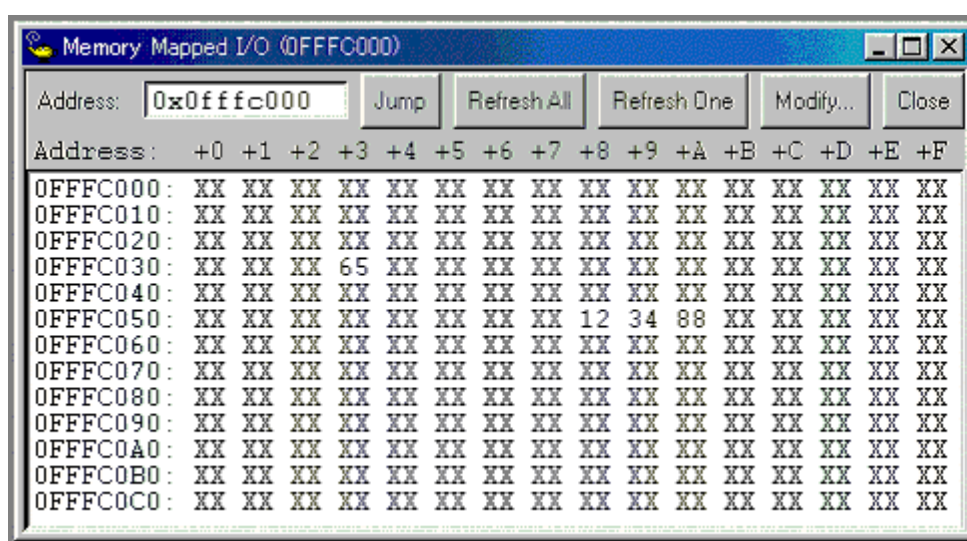 Memory Mapped I/O (0FFFC000)
Address: 0x0fffc000 Jump Refresh All Refresh One Modify... Close
Address: +0 +1 +2 +3 +4 +5 +6 +7 +8 +9 +A +B +C +D +E +F
0FFFC000: XX XX XX XX XX XX XX XX XX XX XX XX XX XX XX XX
0FFFC010: XX XX XX XX XX XX XX XX XX XX XX XX XX XX XX XX
0FFFC020: XX XX XX XX XX XX XX XX XX XX XX XX XX XX XX XX
0FFFC030: XX XX XX 65 XX XX XX XX XX XX XX XX XX XX XX XX
0FFFC040: XX XX XX XX XX XX XX XX XX XX XX XX XX XX XX XX
0FFFC050: XX XX XX XX XX XX XX XX 12 34 88 XX XX XX XX XX
0FFFC060: XX XX XX XX XX XX XX XX XX XX XX XX XX XX XX XX
0FFFC070: XX XX XX XX XX XX XX XX XX XX XX XX XX XX XX XX
0FFFC080: XX XX XX XX XX XX XX XX XX XX XX XX XX XX XX XX
0FFFC090: XX XX XX XX XX XX XX XX XX XX XX XX XX XX XX XX
0FFFC0A0: XX XX XX XX XX XX XX XX XX XX XX XX XX XX XX XX
0FFFC0B0: XX XX XX XX XX XX XX XX XX XX XX XX XX XX XX XX
0FFFC0C0: XX XX XX XX XX XX XX XX XX XX XX XX XX XX XX XX